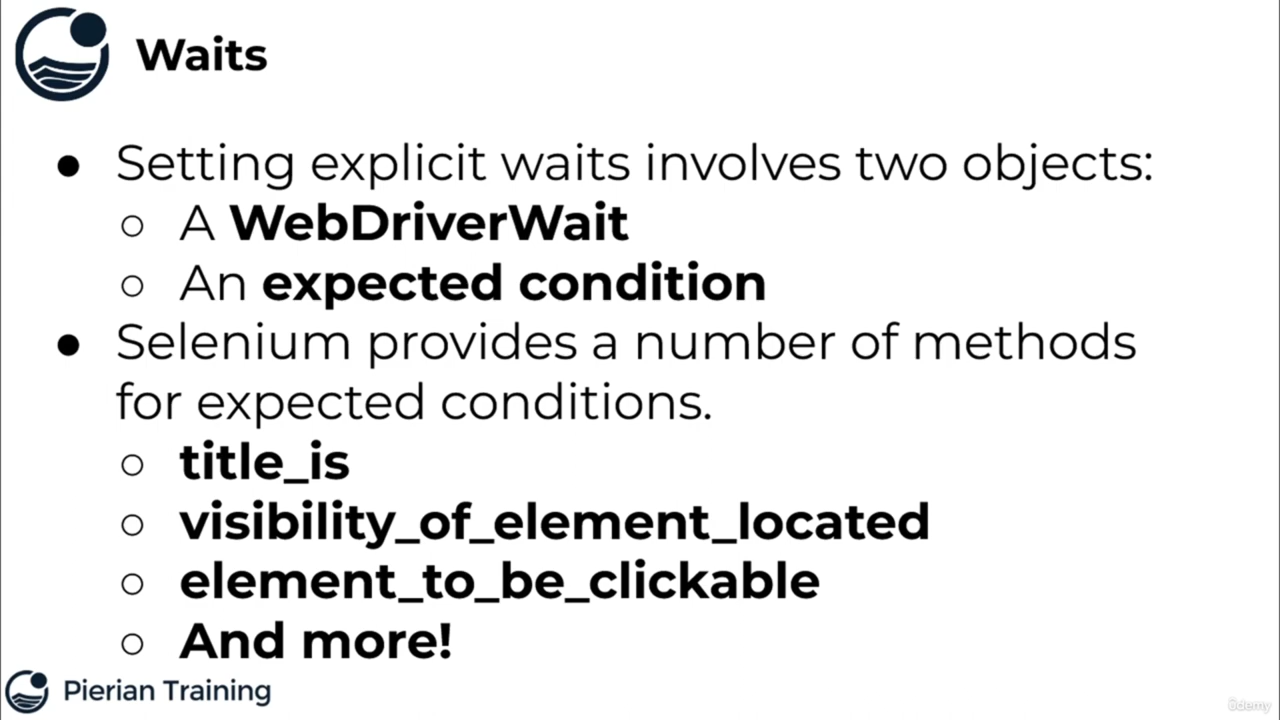 Waits
● Setting explicit waits involves two objects:
○ A WebDriverWait
○ An expected condition
● Selenium provides a number of methods
for expected conditions.
○ title_is
○ visibility_of_element_located
○ element_to_be_clickable
○ And more!
Pierian Training
ûdemy